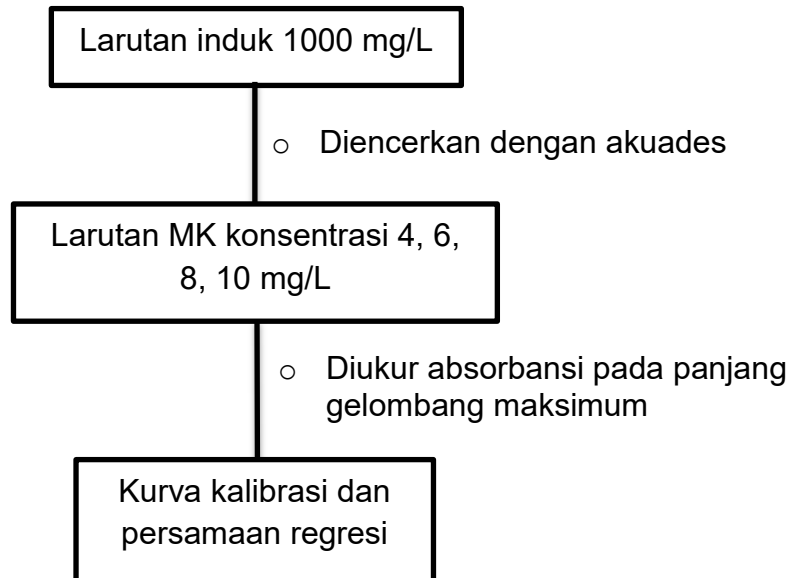 Larutan induk 1000 mg/L
○ Diencerkan dengan akuades
Larutan MK konsentrasi 4, 6,
8, 10 mg/L
○ Diukur absorbansi pada panjang
gelombang maksimum
Kurva kalibrasi dan
persamaan regresi